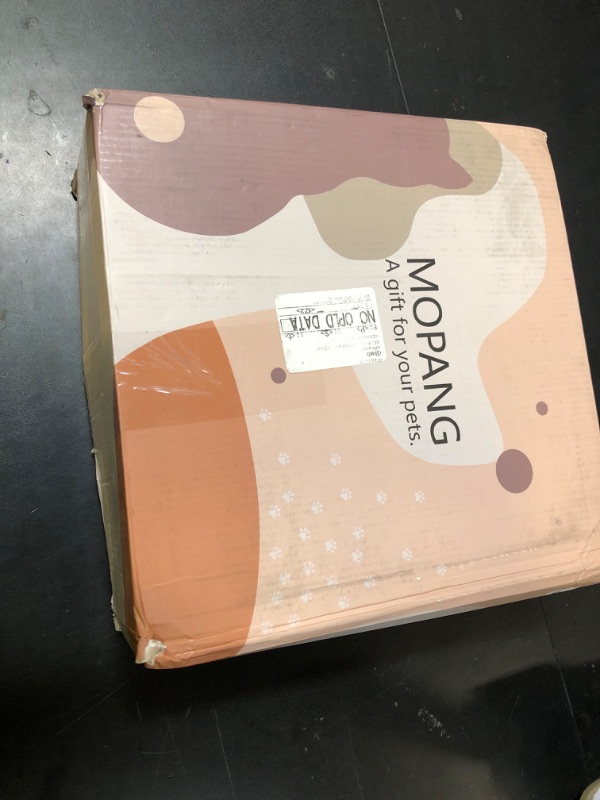 MOPANG
A gift for your pets.
NO OPLD DATA